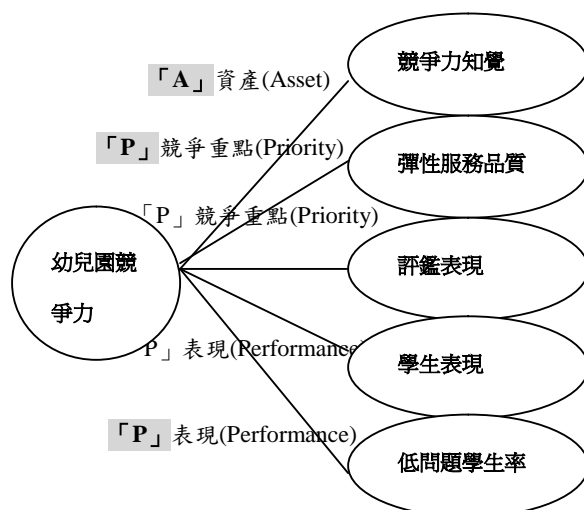 競爭力知覺
「A」資產(Asset)
「P」競爭重點(Priority)
彈性服務品質
「P」競爭重點(Priority)
幼兒園競
爭力
評鑑表現
P」表現(Performance)
學生表現
「P」表現(Performance)
低問題學生率